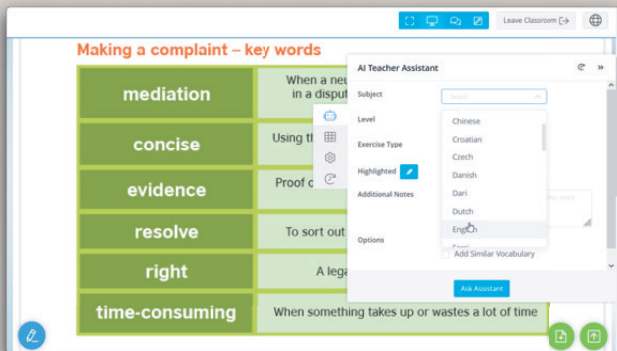 Leave Classroom
Making a complaint – key words
mediation
When a neu
in a disput
concise
Using th
evidence
Proof o
resolve
To sort out
right
A lega
time-consuming
When something takes up or wastes a lot of time
AI Teacher Assistant
Subject
Select
Level
Chinese
Croatian
Exercise Type
Czech
Highlighted
Danish
Additional Notes
Dari
Dutch
English
Options
Add Similar Vocabulary
Ask Assistant